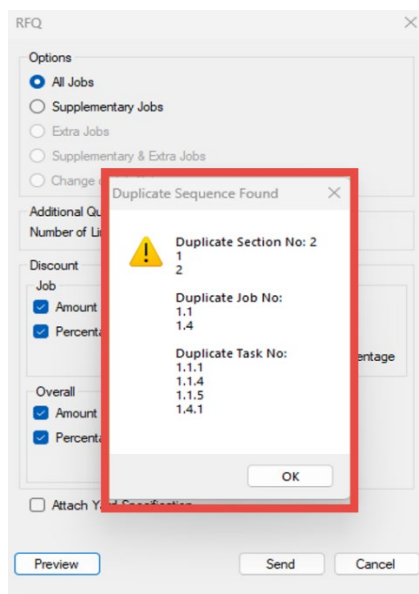 RFQ
Options
All Jobs
Supplementary Jobs
Extra Jobs
Supplementary & Extra Jobs
Change
Additional Qu
Number of Li
Discount
Job
Amount
Percenta
entage
Overall
Amount
Percenta
Attach
Preview
Send
Cancel
Duplicate Sequence Found
Duplicate Section No: 2
1
2
Duplicate Job No:
1.1
1.4
Duplicate Task No:
1.1.1
1.1.4
1.1.5
1.4.1
OK